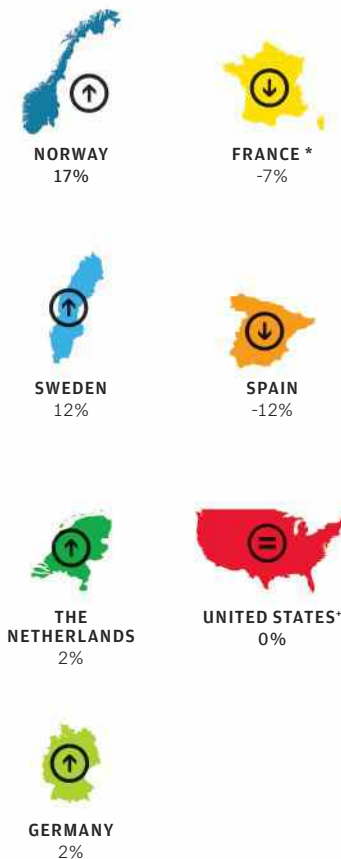 NORWAY
17%
FRANCE *
-7%
SWEDEN
12%
SPAIN
-12%
THE
NETHERLANDS
2%
UNITED STATES+
0%
GERMANY
2%